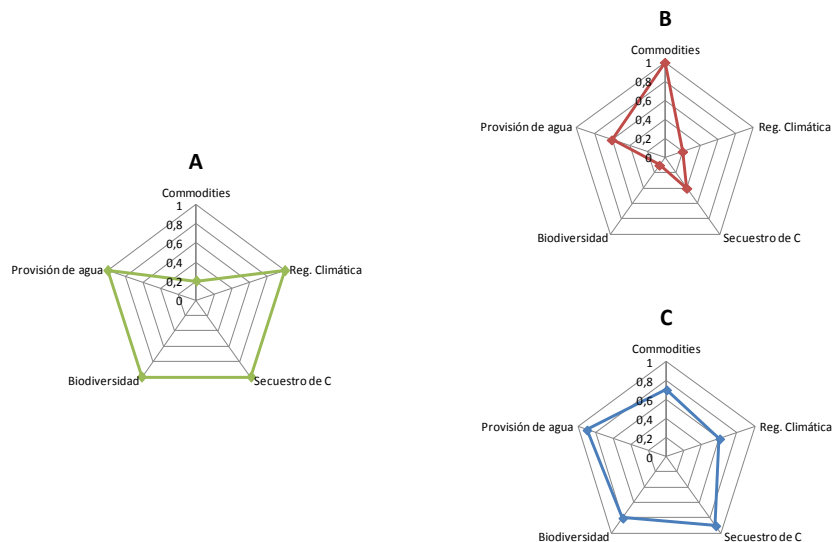 A
Commodities
1
0,8
0,6
0,4
0,2
0
Provisión de agua
Reg. Climática
Biodiversidad
Secuestro de C
B
Commodities
1
0,8
0,6
0,4
0,2
0
Provisión de agua
Reg. Climática
Biodiversidad
Secuestro de C
C
Commodities
1
0,8
0,6
0,4
0,2
0
Provisión de agua
Reg. Climática
Biodiversidad
Secuestro de C